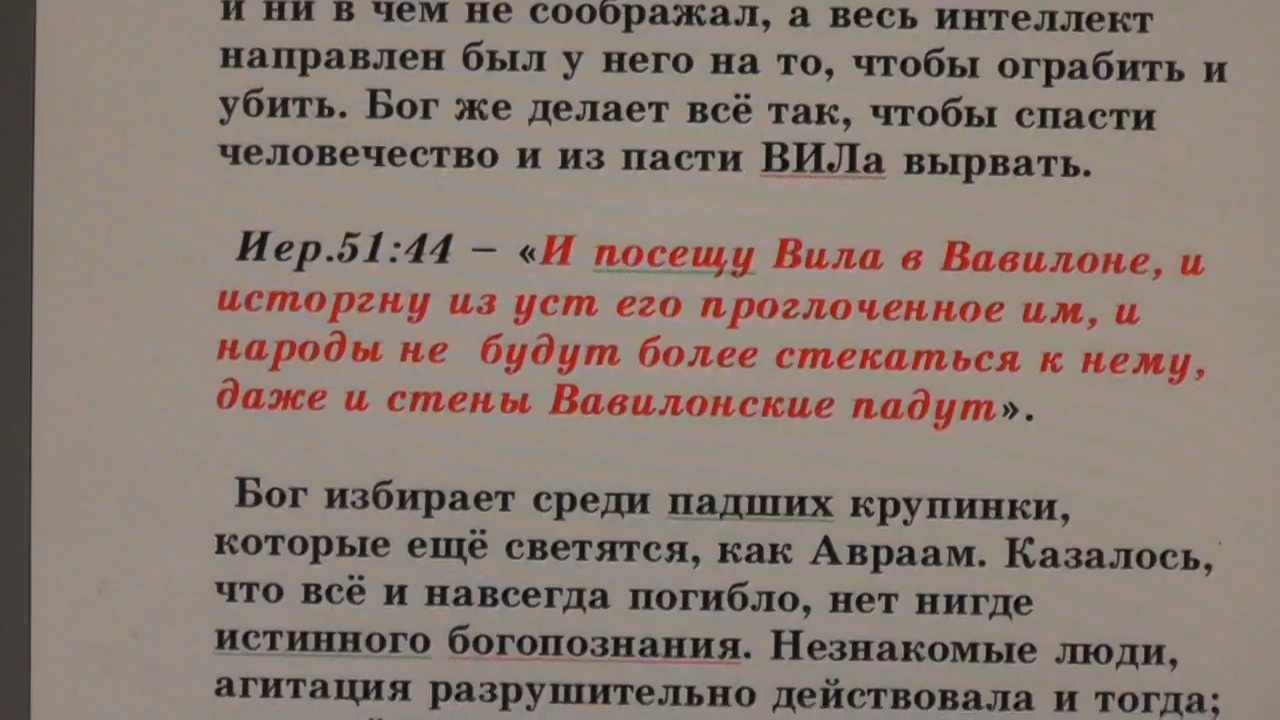 и ни в чем не соображал, а весь интеллект
направлен был у него на то, чтобы ограбить и
убить. Бог же делает всё так, чтобы спасти
человечество и из пасти ВИЛа вырвать.
Иер.51:44 – «И посещу Вила в Вавилоне, и
исторгну из уст его проглоченное им, и
народы не будут более стекаться к нему,
даже и стены Вавилонские падут».
Бог избирает среди падших крупинки,
которые ещё светятся, как Авраам. Казалось,
что всё и навсегда погибло, нет нигде
истинного богопознания. Незнакомые люди,
агитация разрушительно действовала и тогда;